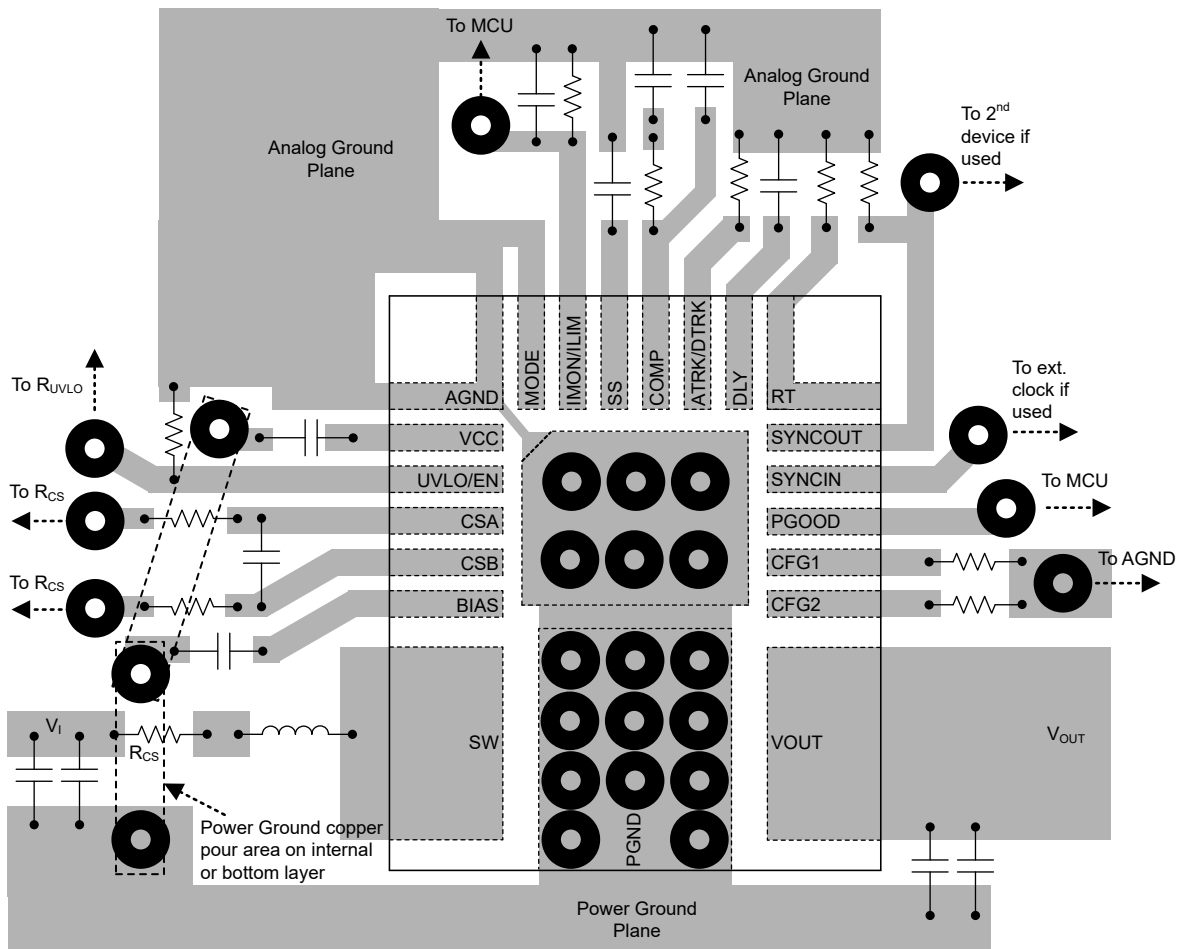 To MCU
Analog Ground
Plane
Analog Ground
Plane
To 2nd
device if
used
MODE
IMON/ILIM
SS
COMP
ATRK/DTRK
DLY
To RUVLO
To ext.
clock if
used
AGND
RT
VCC
SYNCOUT
UVLO/EN
SYNCIN
To RCS
To MCU
CSA
PGOOD
CSB
CFG1
To AGND
To RCS
BIAS
CFG2
VI
RCS
SW
VOUT
VOUT
Power Ground copper
pour area on internal
or bottom layer
PGND
Power Ground
Plane